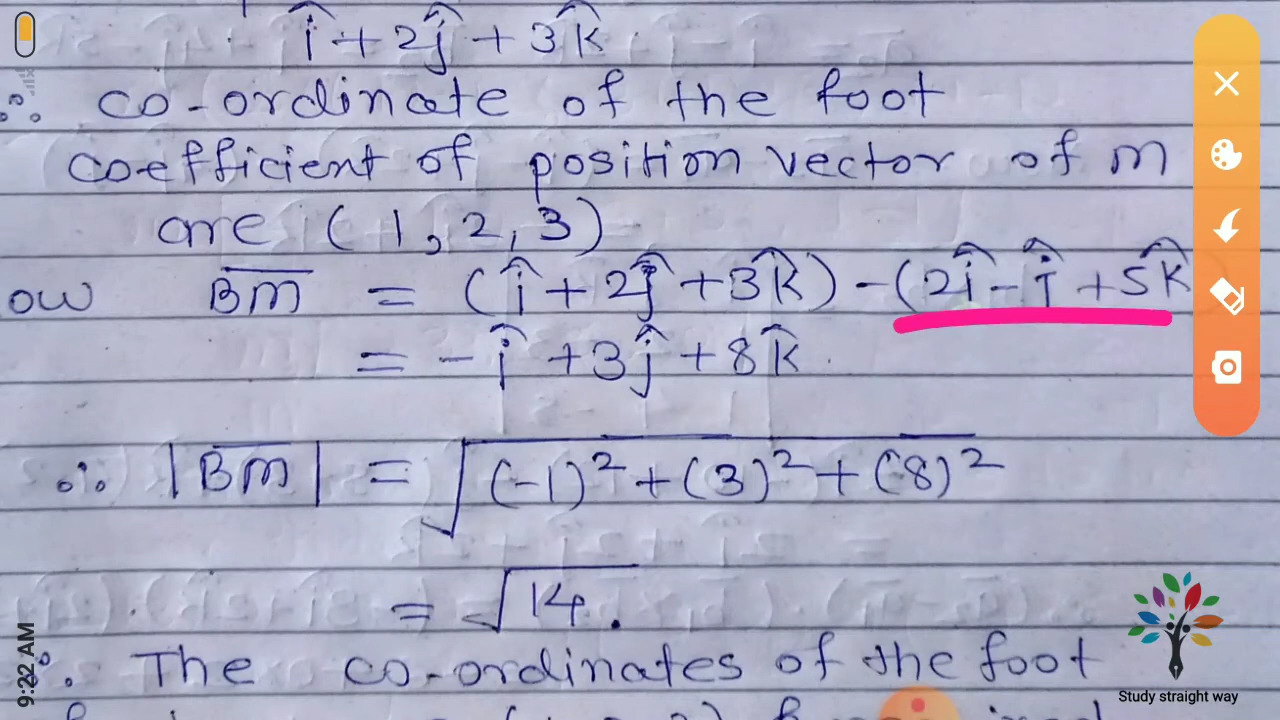 î + 2ĵ + 3k̂
∴ co-ordinate of the foot
coefficient of position vector of m
are (1, 2, 3)
ow B̅M̅ = (î + 2ĵ + 3k̂) - (2î - ĵ + 5k̂
= -î + 3ĵ + 8k̂.
∴ |B̅M̅| = √(-1)² + (3)² + (8)²
= √14.
∴ The co-ordinates of the foot
Study straight way
9:22 AM